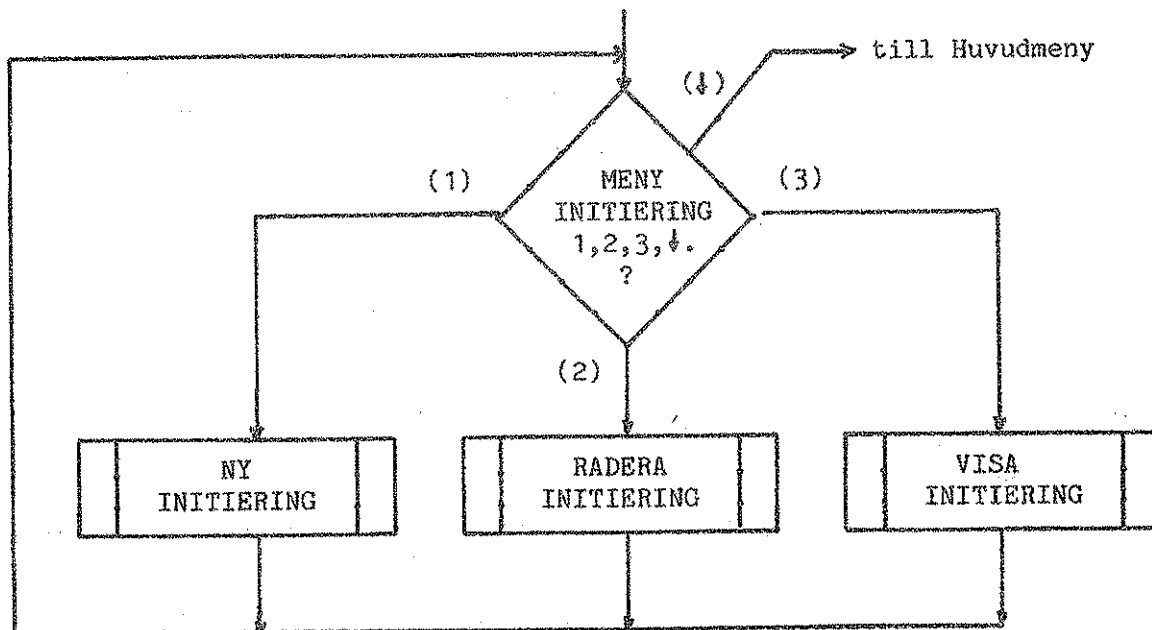 till Huvudmeny
(↓)
(1)
(3)
MENY
INITIERING
1,2,3,↓.
?
(2)
NY
INITIERING
RADERA
INITIERING
VISA
INITIERING